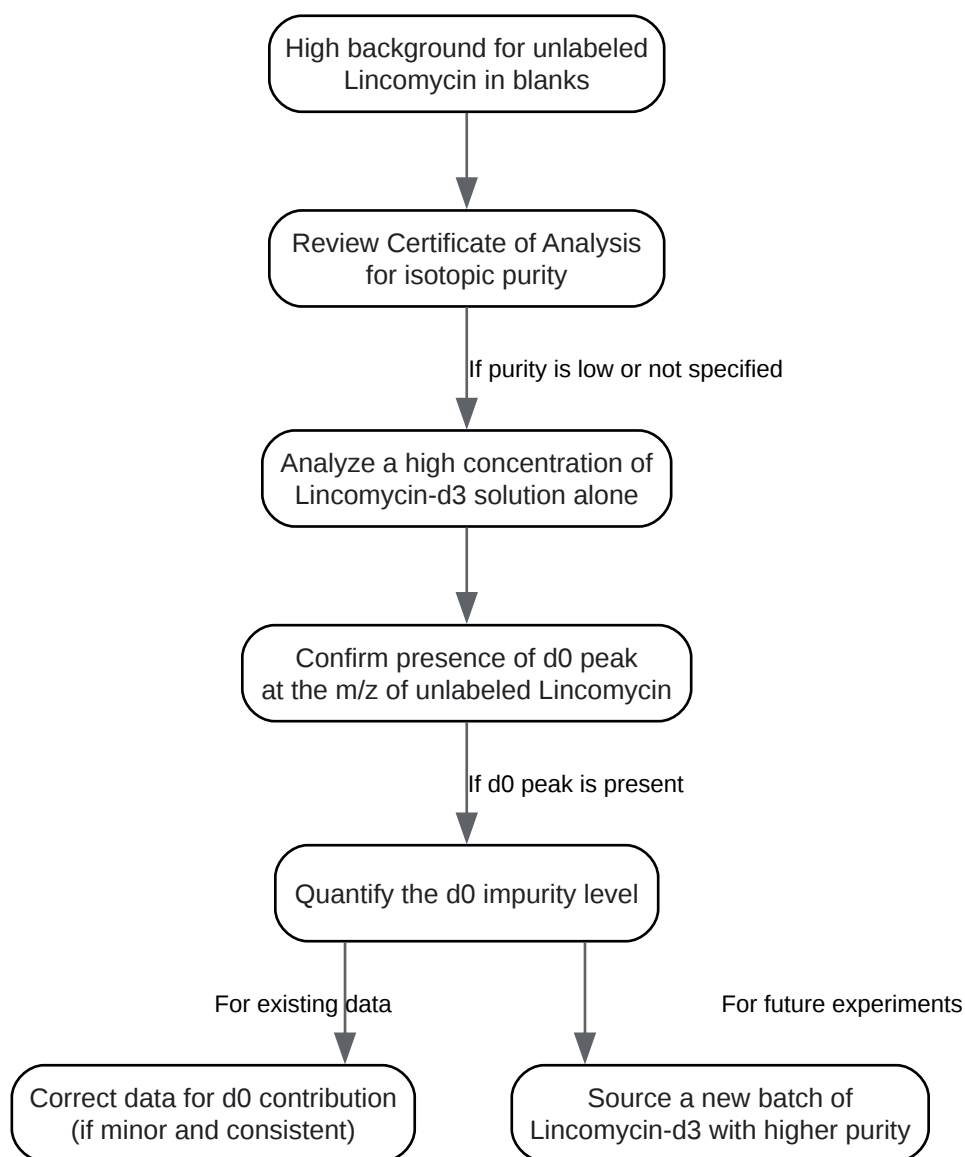 High background for unlabeled
Lincomycin in blanks
Review Certificate of Analysis
for isotopic purity
If purity is low or not specified
Analyze a high concentration of
Lincomycin-d3 solution alone
Confirm presence of d0 peak
at the m/z of unlabeled Lincomycin
If d0 peak is present
Quantify the d0 impurity level
For existing data
For future experiments
Correct data for d0 contribution
(if minor and consistent)
Source a new batch of
Lincomycin-d3 with higher purity